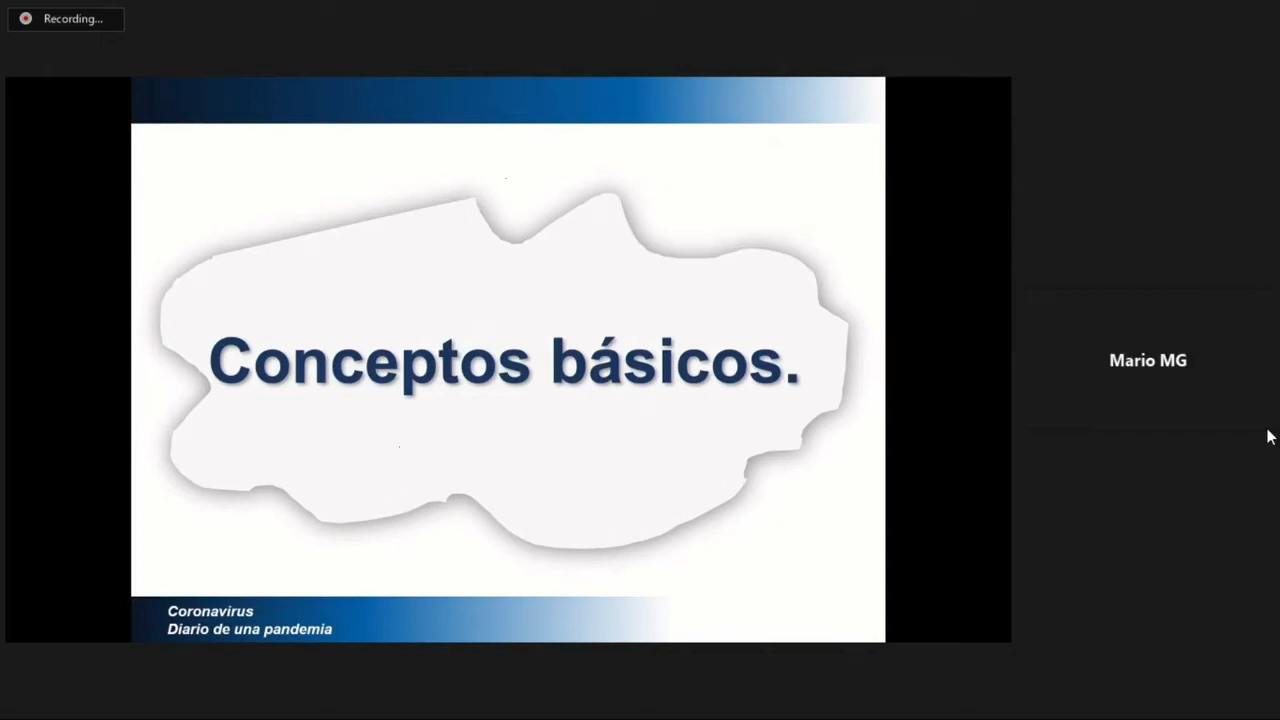 Recording...
Conceptos básicos.
Mario MG
Coronavirus
Diario de una pandemia